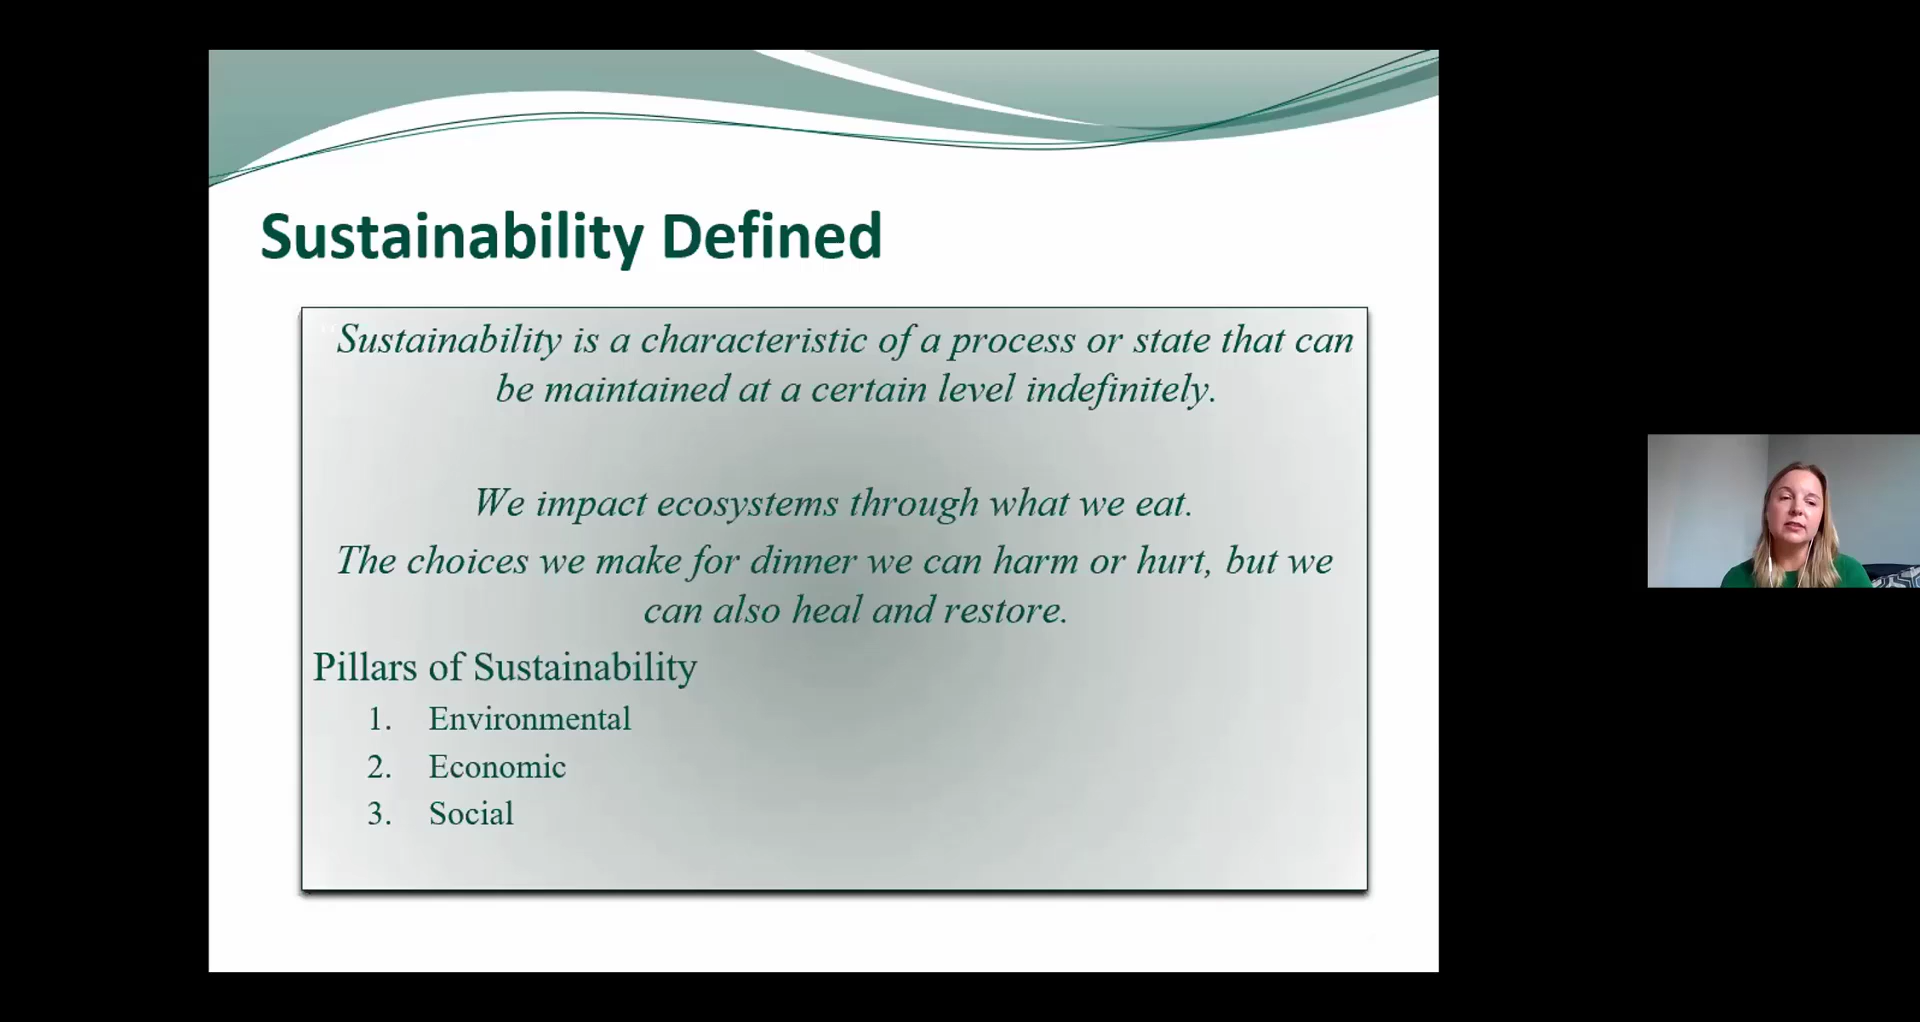 Sustainability Defined
"Sustainability is a characteristic of a process or state that can
be maintained at a certain level indefinitely.
We impact ecosystems through what we eat.
The choices we make for dinner we can harm or hurt, but we
can also heal and restore.
Pillars of Sustainability
1. Environmental
2. Economic
3. Social